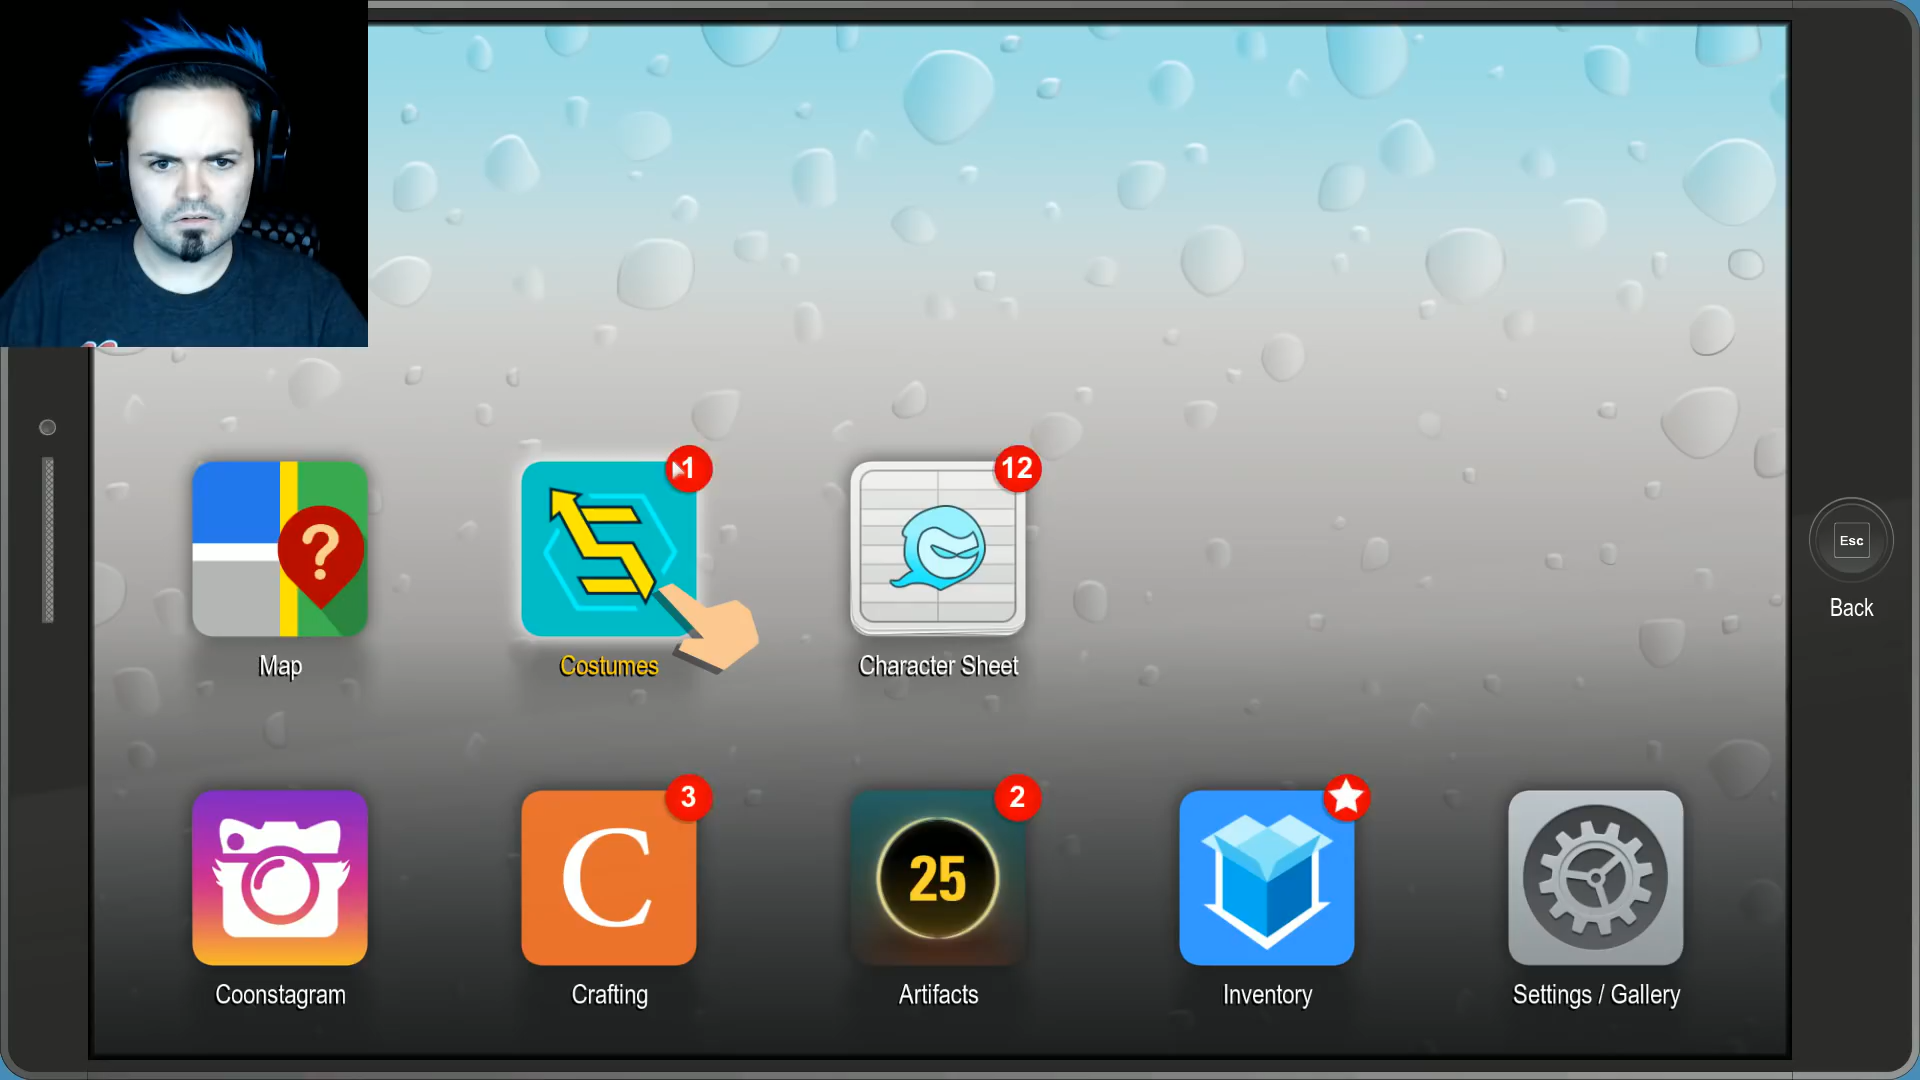 1
12
?
Map
Costumes
Character Sheet
Esc
Back
3
2
C
25
Coonstagram
Crafting
Artifacts
Inventory
Settings / Gallery